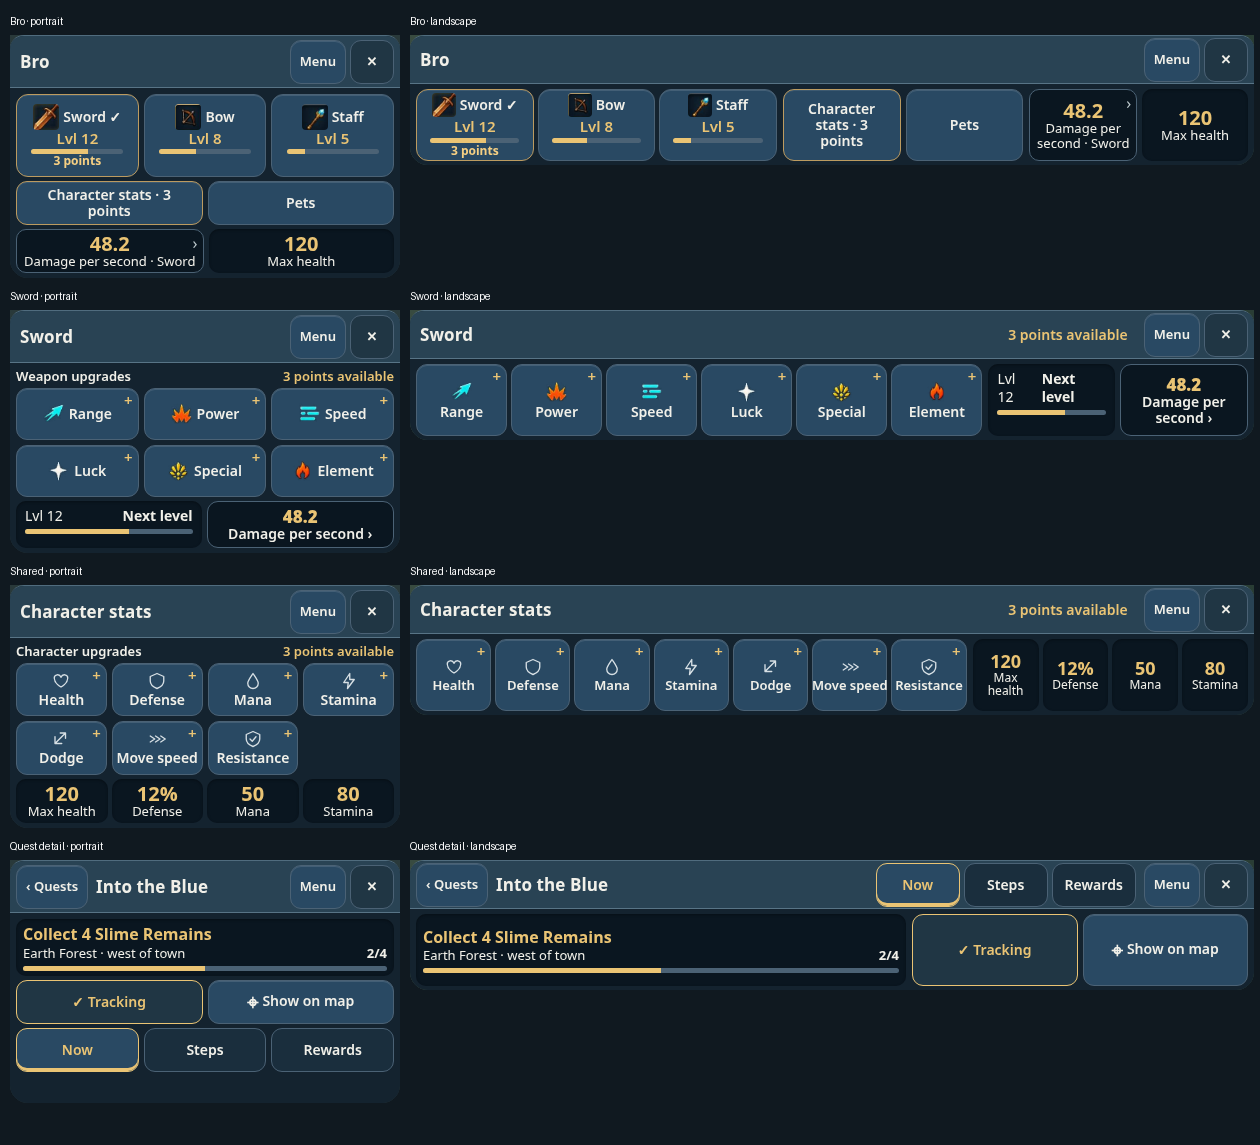 Bro · portrait
Bro
Menu
×
Sword ✓
Lvl 12
3 points
Bow
Lvl 8
Staff
Lvl 5
Character stats · 3
points
Pets
48.2
›
Damage per second · Sword
120
Max health
Bro · landscape
Bro
Menu
×
Sword ✓
Lvl 12
3 points
Bow
Lvl 8
Staff
Lvl 5
Character
stats · 3
points
Pets
48.2
›
Damage per
second · Sword
120
Max health
Sword · portrait
Sword
Menu
×
Weapon upgrades
3 points available
Range +
Power +
Speed +
Luck +
Special +
Element +
Lvl 12
Next level
48.2
Damage per second ›
Sword · landscape
Sword
3 points available
Menu
×
Range +
Power +
Speed +
Luck +
Special +
Element +
Lvl
12
Next
level
48.2
Damage per
second ›
Shared · portrait
Character stats
Menu
×
Character upgrades
3 points available
Health +
Defense +
Mana +
Stamina +
Dodge +
Move speed +
Resistance +
120
Max health
12%
Defense
50
Mana
80
Stamina
Shared · landscape
Character stats
3 points available
Menu
×
Health +
Defense +
Mana +
Stamina +
Dodge +
Move speed +
Resistance +
120
Max
health
12%
Defense
50
Mana
80
Stamina
Quest detail · portrait
‹ Quests
Into the Blue
Menu
×
Collect 4 Slime Remains
Earth Forest · west of town
2/4
✓ Tracking
⌖ Show on map
Now
Steps
Rewards
Quest detail · landscape
‹ Quests
Into the Blue
Now
Steps
Rewards
Menu
×
Collect 4 Slime Remains
Earth Forest · west of town
2/4
✓ Tracking
⌖ Show on map